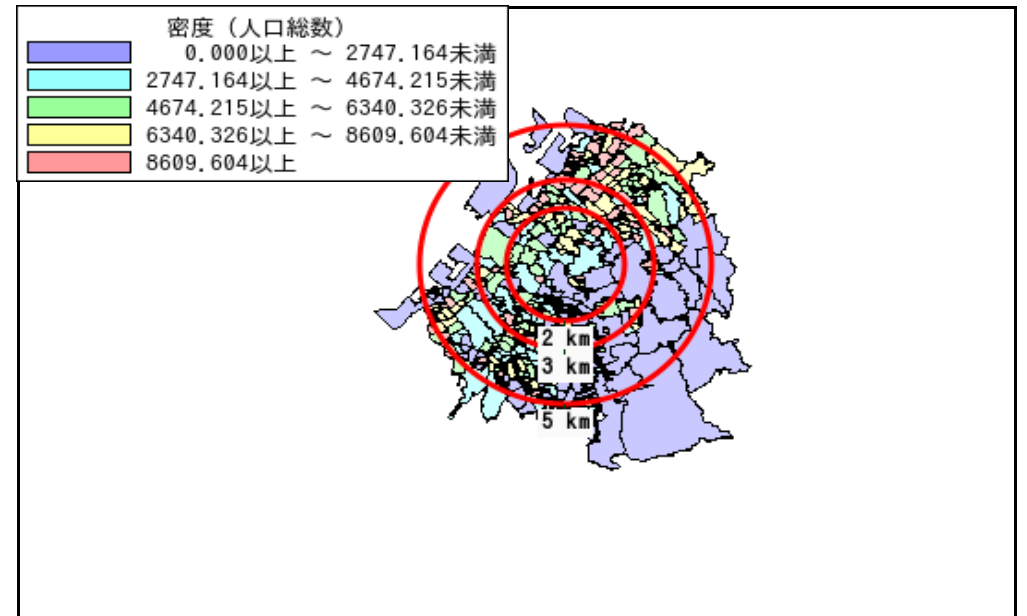 密度（人口総数）
0.000以上 ～ 2747.164未満
2747.164以上 ～ 4674.215未満
4674.215以上 ～ 6340.326未満
6340.326以上 ～ 8609.604未満
8609.604以上
2 km
3 km
5 km